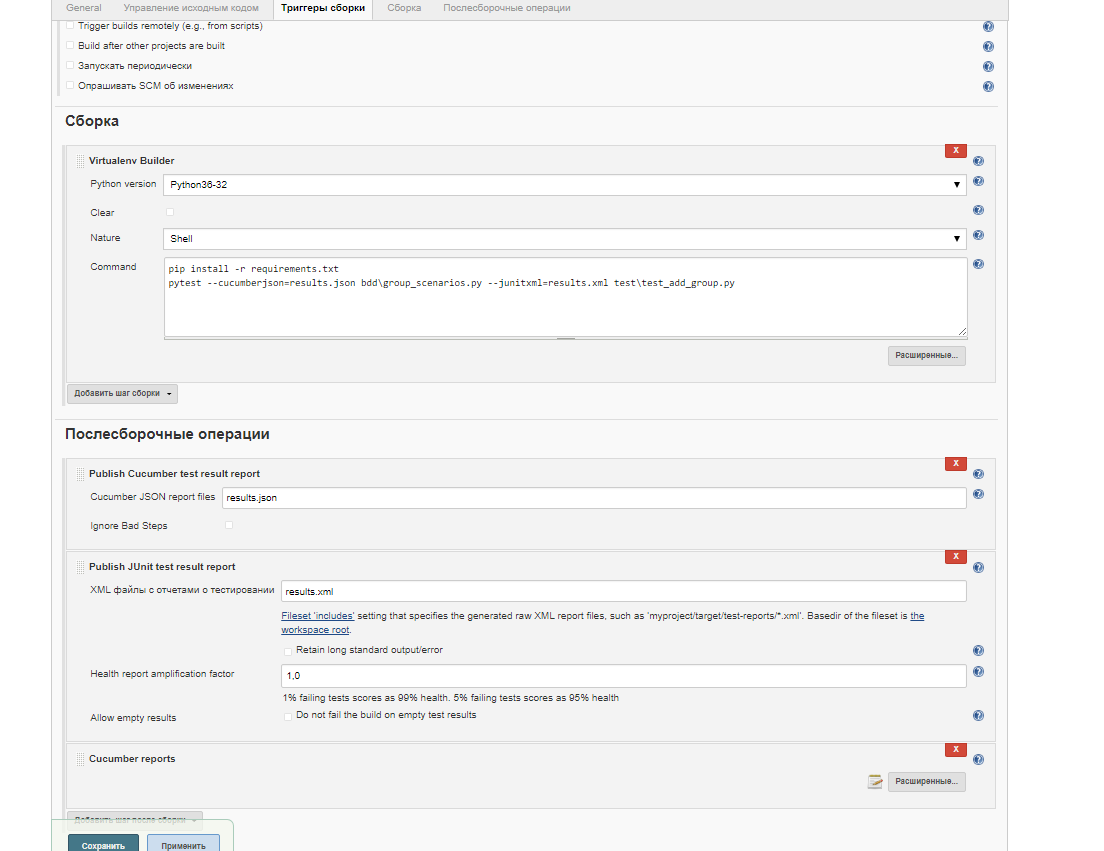 General Управление исходным кодом Триггеры сборки Сборка Послесборочные операции
Trigger builds remotely (e.g., from scripts)
Build after other projects are built
Запускать периодически
Опрашивать SCM об изменениях
Сборка
X
Virtualenv Builder
Python version Python36-32
Clear
Nature Shell
Command
pip install -r requirements.txt
pytest --cucumberjson=results.json bdd\group_scenarios.py --junitxml=results.xml test\test_add_group.py
Расширенные...
Добавить шаг сборки
Послесборочные операции
X
Publish Cucumber test result report
Cucumber JSON report files results.json
Ignore Bad Steps
X
Publish JUnit test result report
XML файлы с отчетами о тестировании results.xml
Fileset 'includes' setting that specifies the generated raw XML report files, such as 'myproject/target/test-reports/*.xml'. Basedir of the fileset is the
workspace root.
Retain long standard output/error
Health report amplification factor 1,0
1% failing tests scores as 99% health. 5% failing tests scores as 95% health
Allow empty results Do not fail the build on empty test results
X
Cucumber reports
Расширенные...
Добавить шаг после сборки
Сохранить Применить